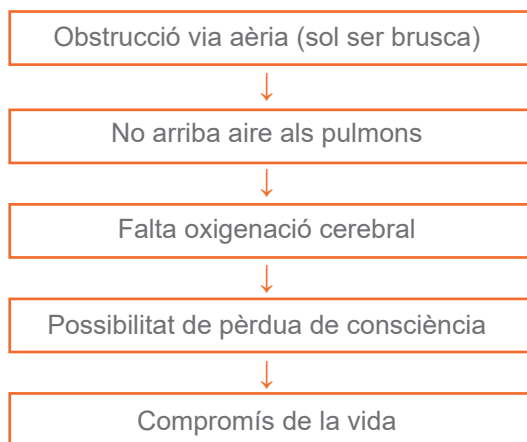 Obstrucció via aèria (sol ser brusca)
No arriba aire als pulmons
Falta oxigenació cerebral
Possibilitat de pèrdua de consciència
Compromís de la vida